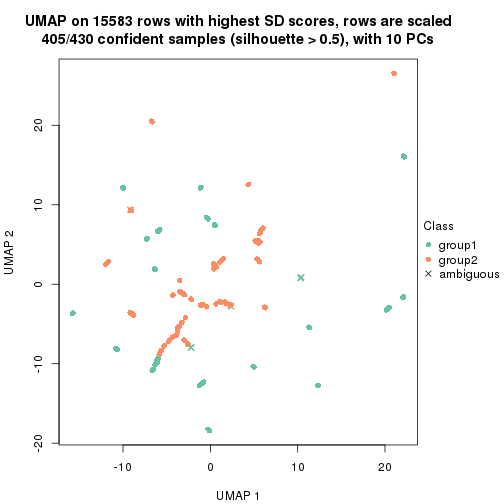 UMAP on 15583 rows with highest SD scores, rows are scaled
405/430 confident samples (silhouette > 0.5), with 10 PCs
UMAP 2
20
10
0
-10
-20
-10
0
10
20
UMAP 1
Class
group1
group2
ambiguous